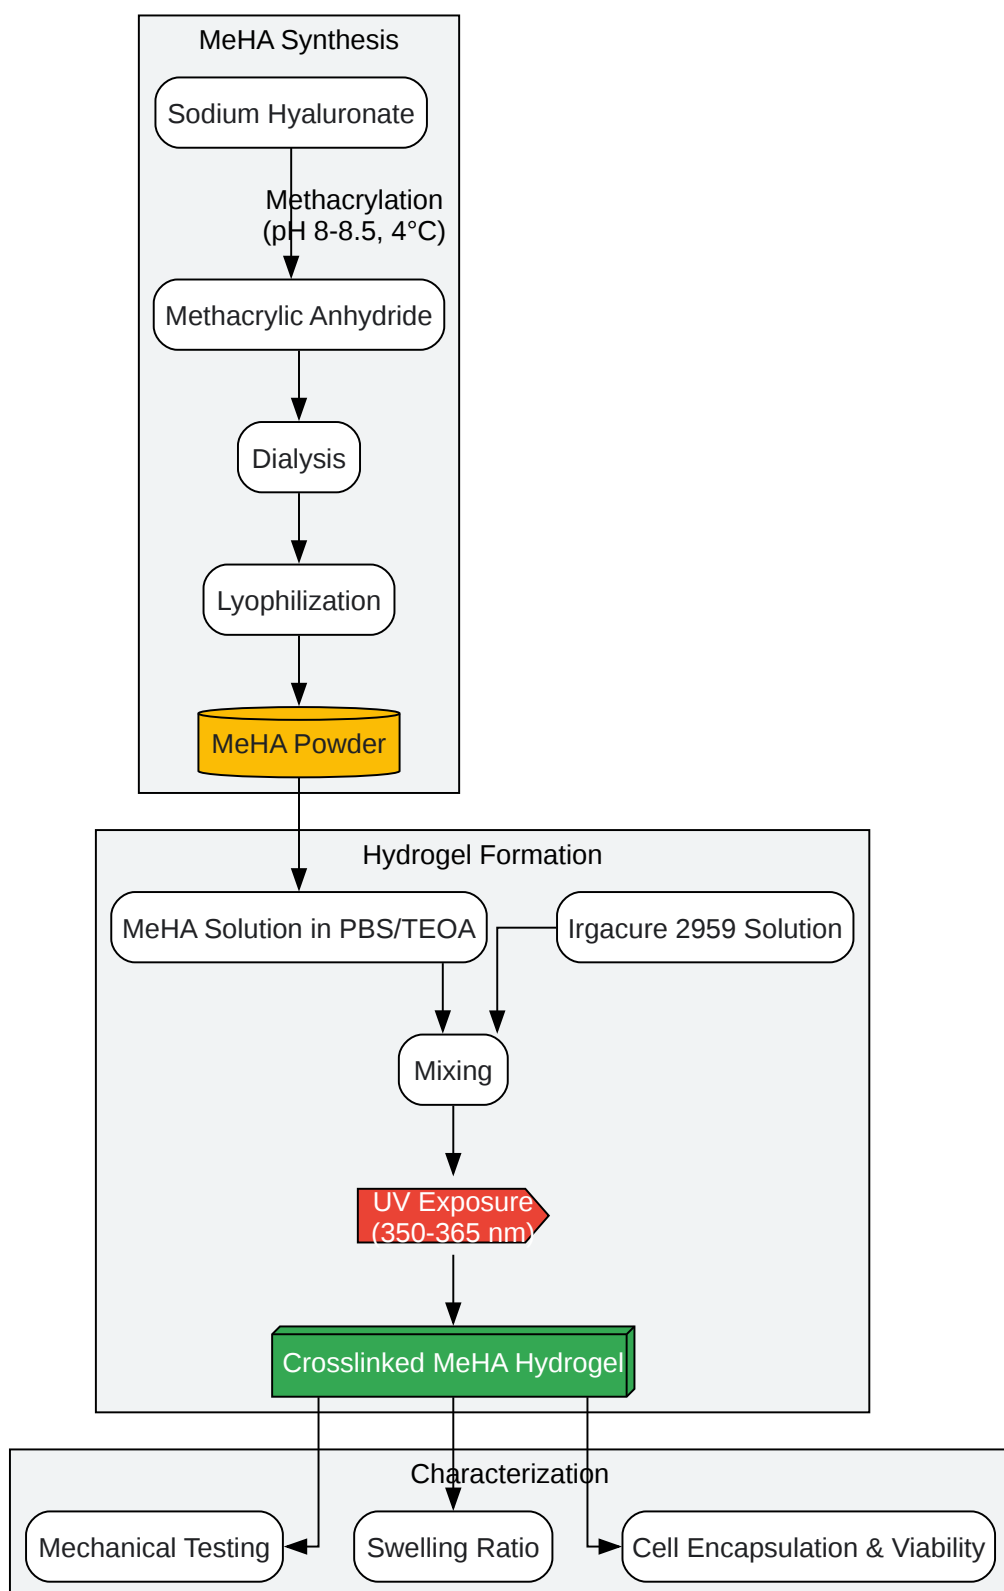 MeHA Synthesis
Sodium Hyaluronate
Methacrylation
(pH 8-8.5, 4°C)
Methacrylic Anhydride
Dialysis
Lyophilization
MeHA Powder
Hydrogel Formation
MeHA Solution in PBS/TEOA
Irgacure 2959 Solution
Mixing
UV Exposure
(350-365 nm)
Crosslinked MeHA Hydrogel
Characterization
Mechanical Testing
Swelling Ratio
Cell Encapsulation & Viability